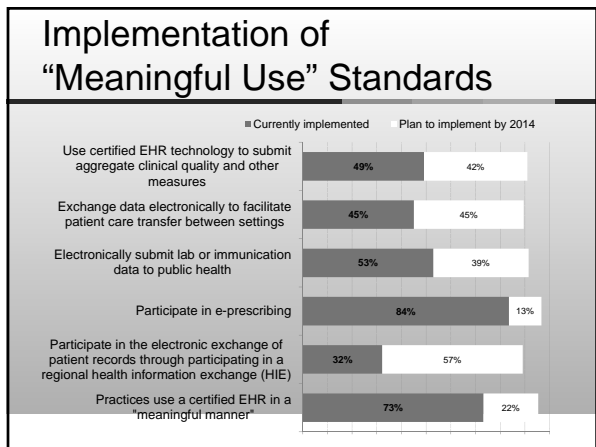 Implementation of
“Meaningful Use” Standards
Currently implemented Plan to implement by 2014
Use certified EHR technology to submit
aggregate clinical quality and other
measures
49% 42%
Exchange data electronically to facilitate
patient care transfer between settings
45% 45%
Electronically submit lab or immunication
data to public health
53% 39%
Participate in e-prescribing
84% 13%
Participate in the electronic exchange of
patient records through participating in a
regional health information exchange (HIE)
32% 57%
Practices use a certified EHR in a
"meaningful manner"
73% 22%